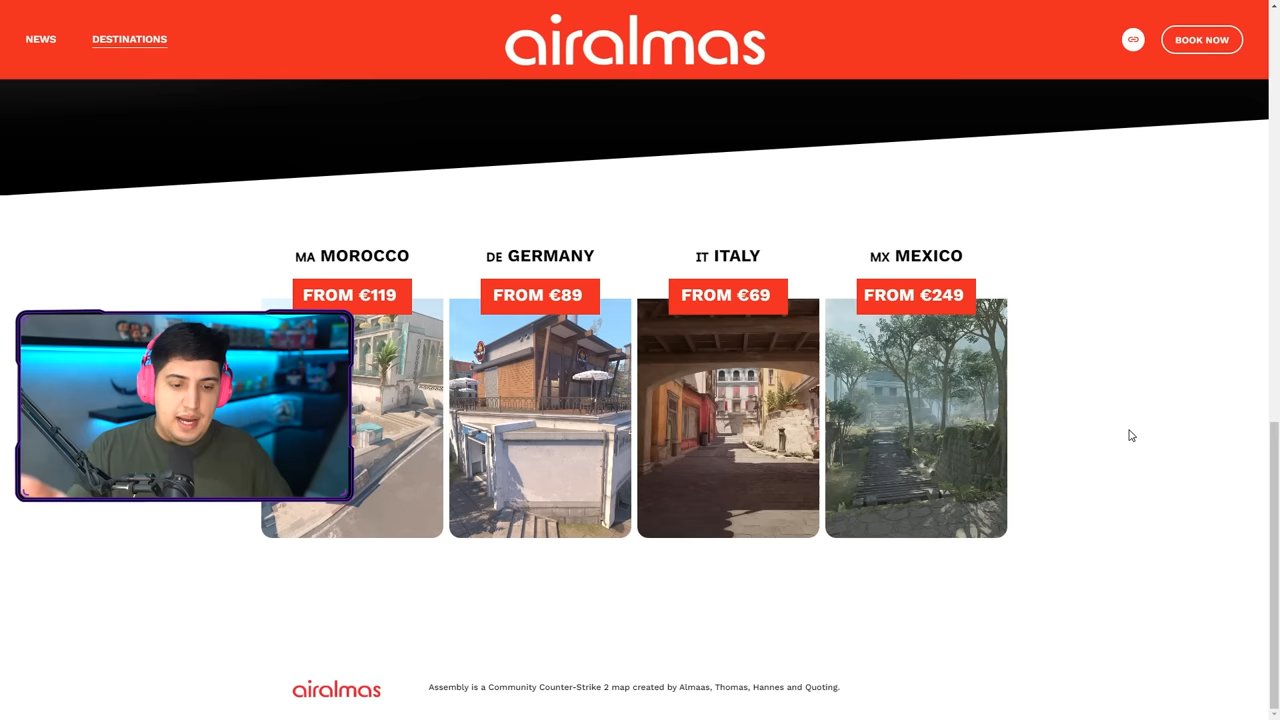 NEWS
DESTINATIONS
airalmas
BOOK NOW
MA MOROCCO
DE GERMANY
IT ITALY
MX MEXICO
FROM €119
FROM €89
FROM €69
FROM €249
airalmas
Assembly is a Community Counter-Strike 2 map created by Almaas, Thomas, Hannes and Quoting.